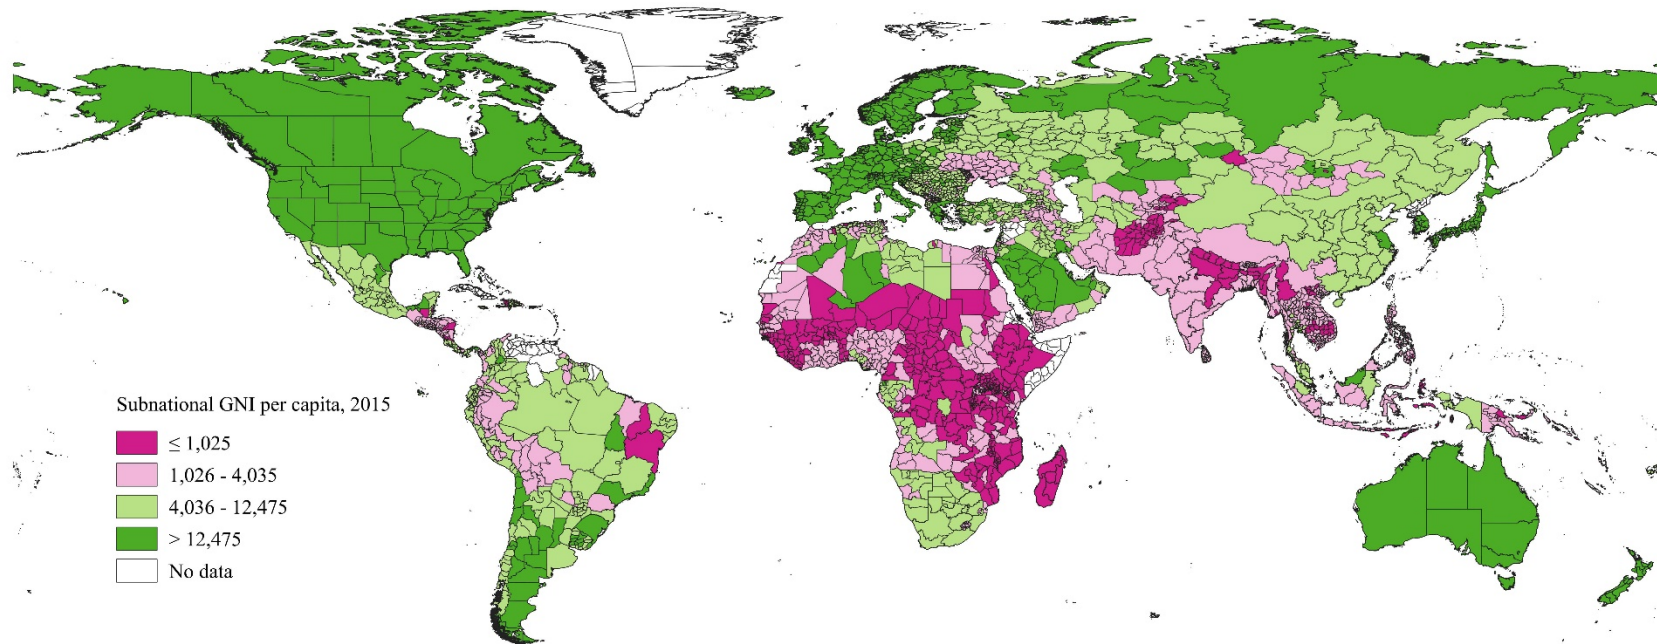 Subnational GNI per capita, 2015
≤ 1,025
1,026 - 4,035
4,036 - 12,475
> 12,475
No data